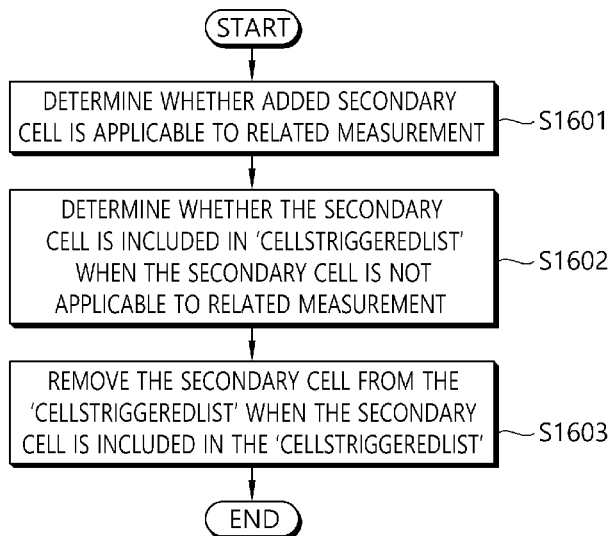 START
DETERMINE WHETHER ADDED SECONDARY
CELL IS APPLICABLE TO RELATED MEASUREMENT
S1601
DETERMINE WHETHER THE SECONDARY
CELL IS INCLUDED IN ‘CELLSTRIGGEREDLIST’
WHEN THE SECONDARY CELL IS NOT
APPLICABLE TO RELATED MEASUREMENT
S1602
REMOVE THE SECONDARY CELL FROM THE
‘CELLSTRIGGEREDLIST’ WHEN THE SECONDARY
CELL IS INCLUDED IN THE ‘CELLSTRIGGEREDLIST’
S1603
END